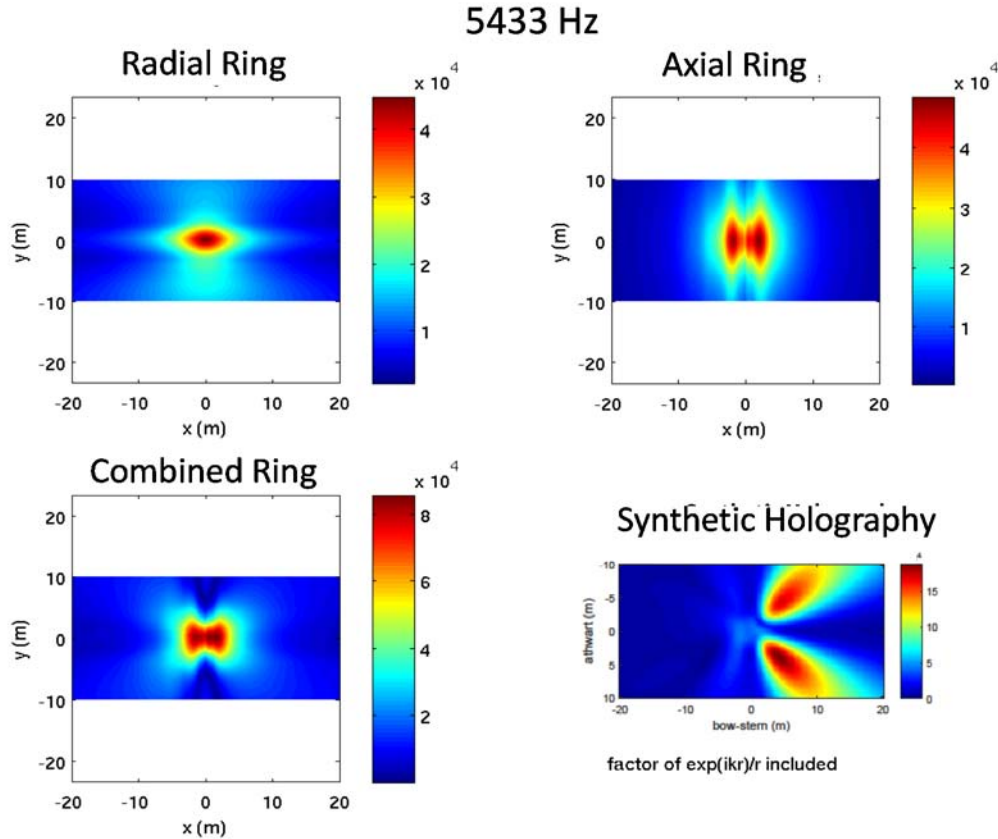 5433 Hz
Radial Ring
x 10 4
20
10
0
-10
-20
y (m)
-20 -10 0 10 20
x (m)
4
3
2
1
Axial Ring
x 10 4
20
10
0
-10
-20
y (m)
-20 -10 0 10 20
x (m)
4
3
2
1
Combined Ring
x 10 4
20
10
0
-10
-20
y (m)
-20 -10 0 10 20
x (m)
8
6
4
2
Synthetic Holography
4
-10
-5
0
5
10
athwart (m)
-20 -10 0 10 20
bow-stern (m)
15
10
5
0
factor of exp(ikr)/r included